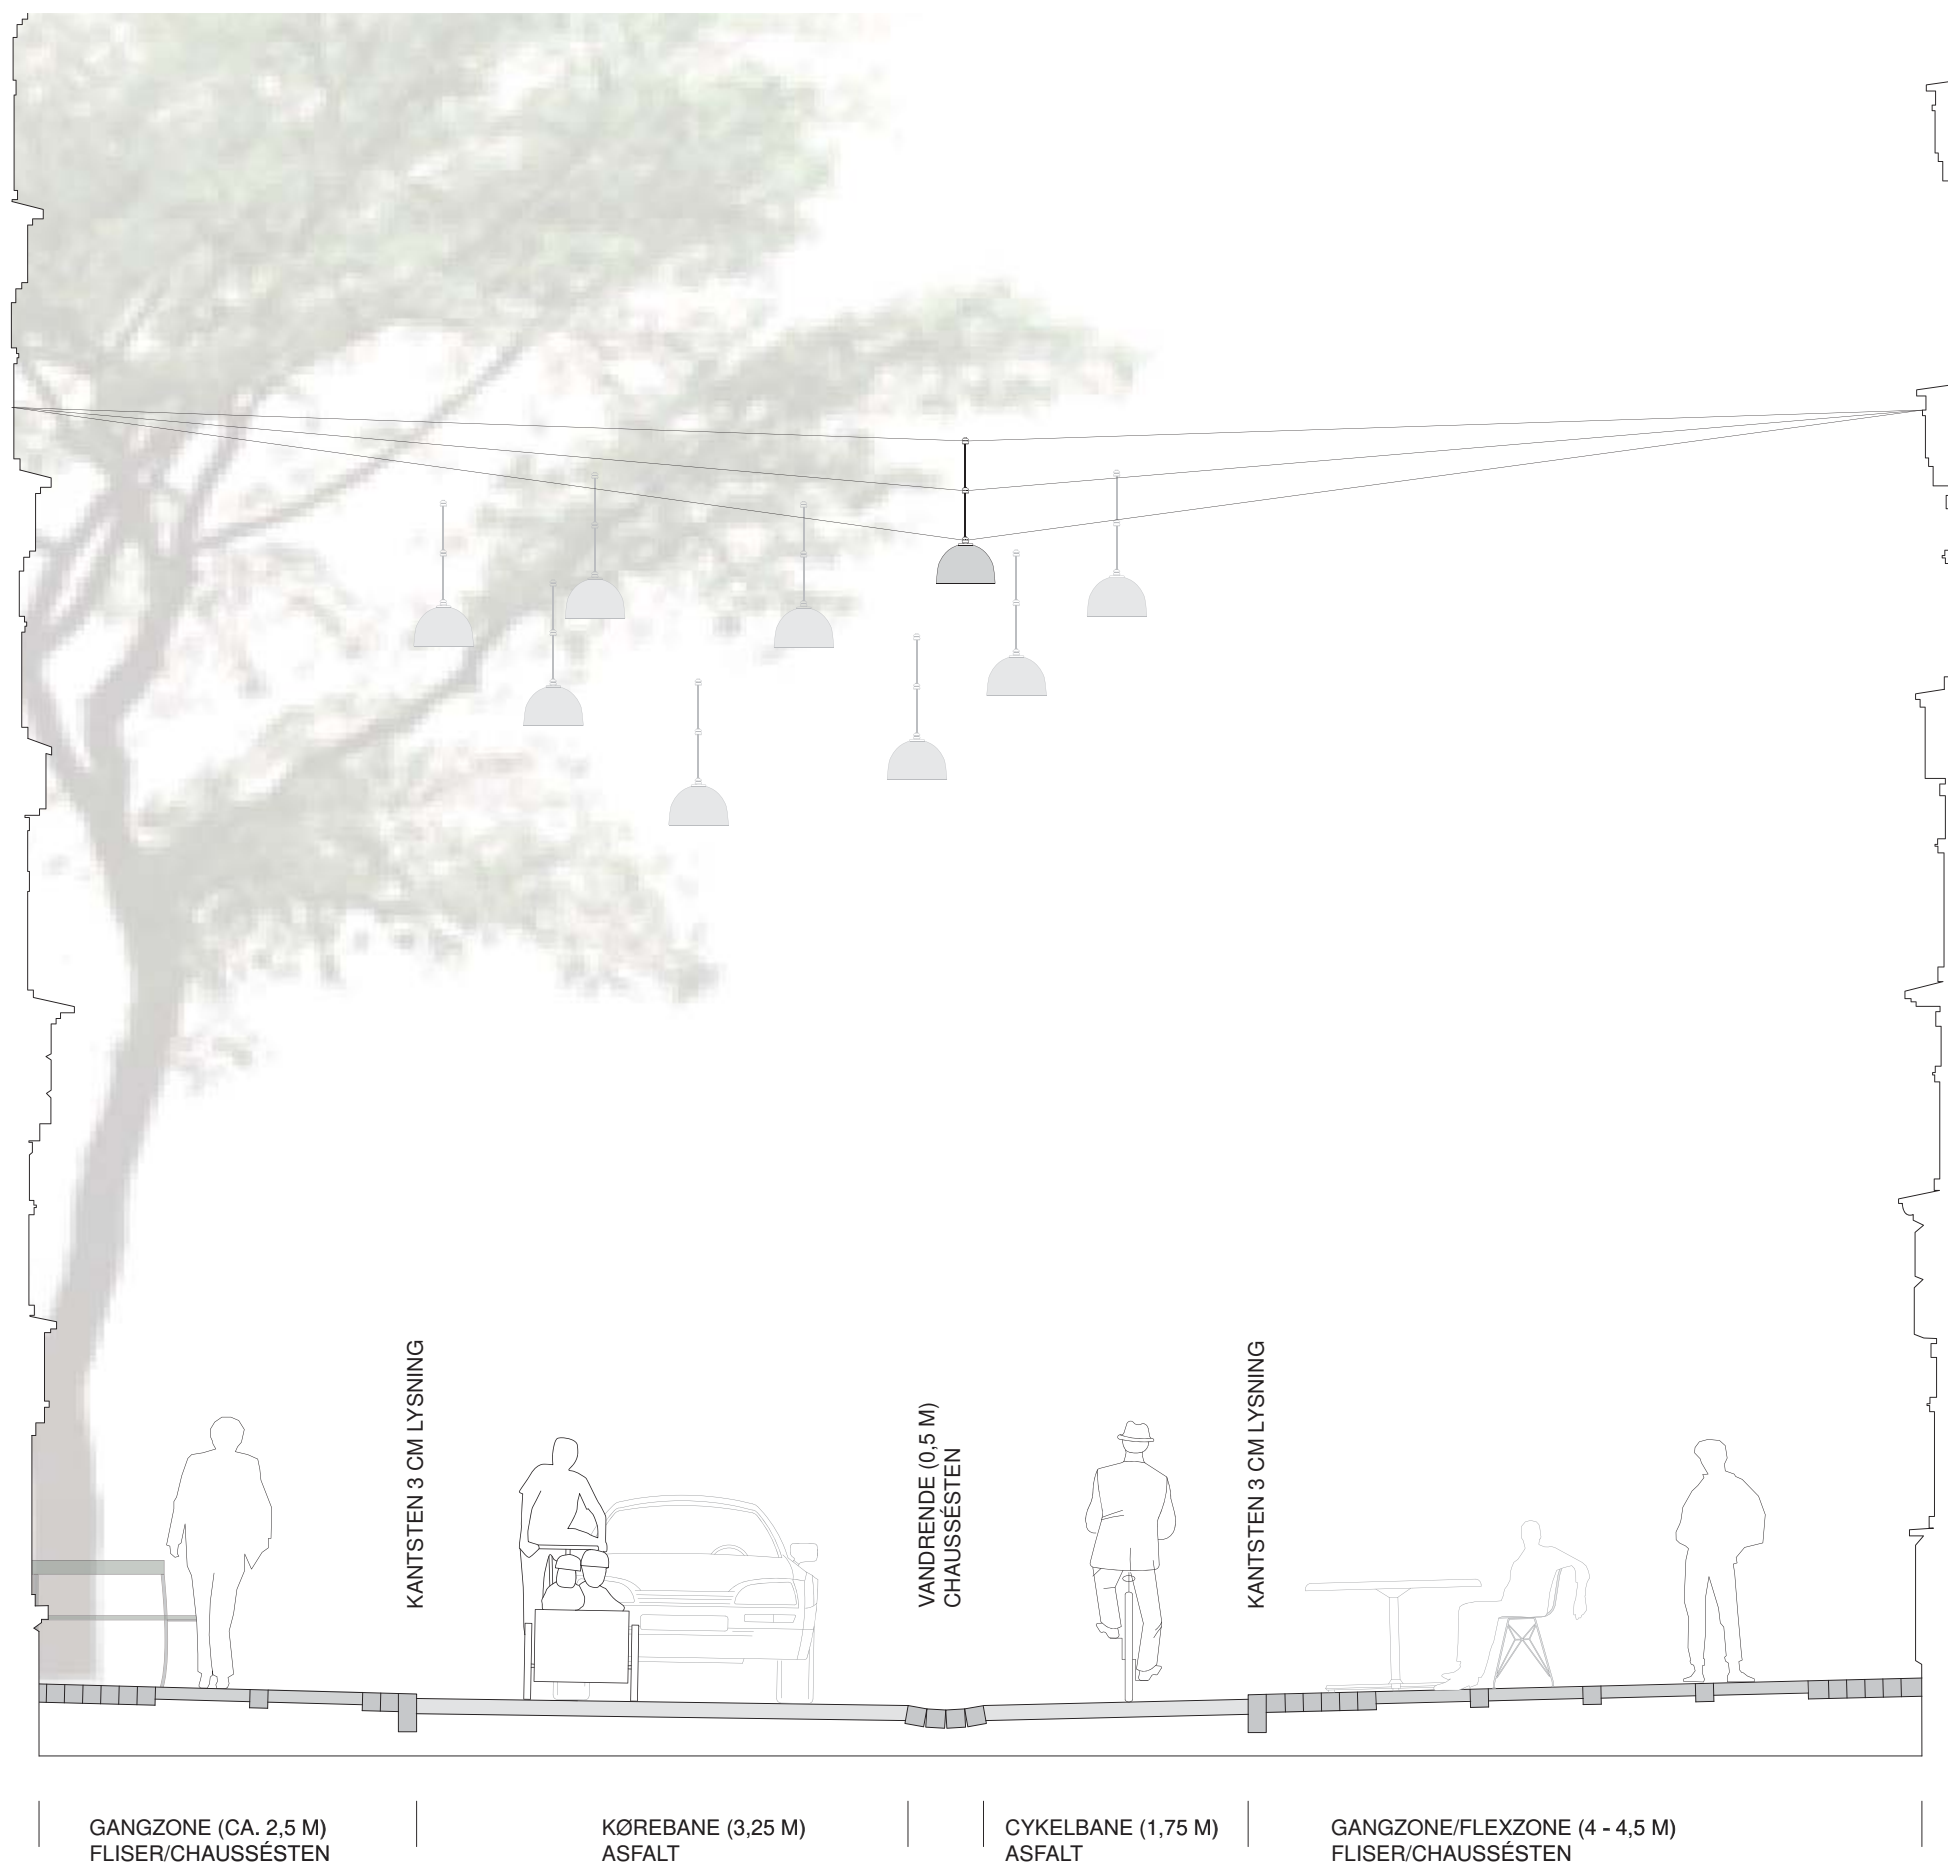 KANTSTEN 3 CM LYSNING
VANDRENDE (0,5 M)
CHAUSSÉSTEN
KANTSTEN 3 CM LYSNING
GANGZONE (CA. 2,5 M)
FLISER/CHAUSSÉSTEN
KØREBANE (3,25 M)
ASFALT
CYKELBANE (1,75 M)
ASFALT
GANGZONE/FLEXZONE (4 - 4,5 M)
FLISER/CHAUSSÉSTEN